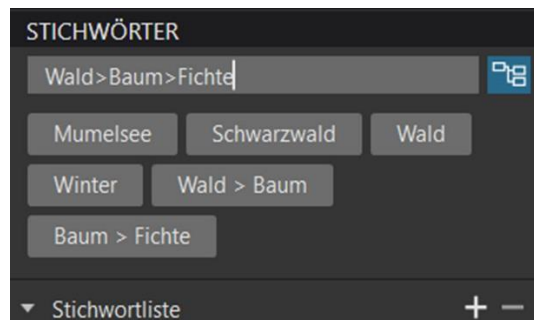 STICHWÖRTER
Wald>Baum>Fichte
Mumelsee Schwarzwald Wald
Winter Wald > Baum
Baum > Fichte
Stichwortliste